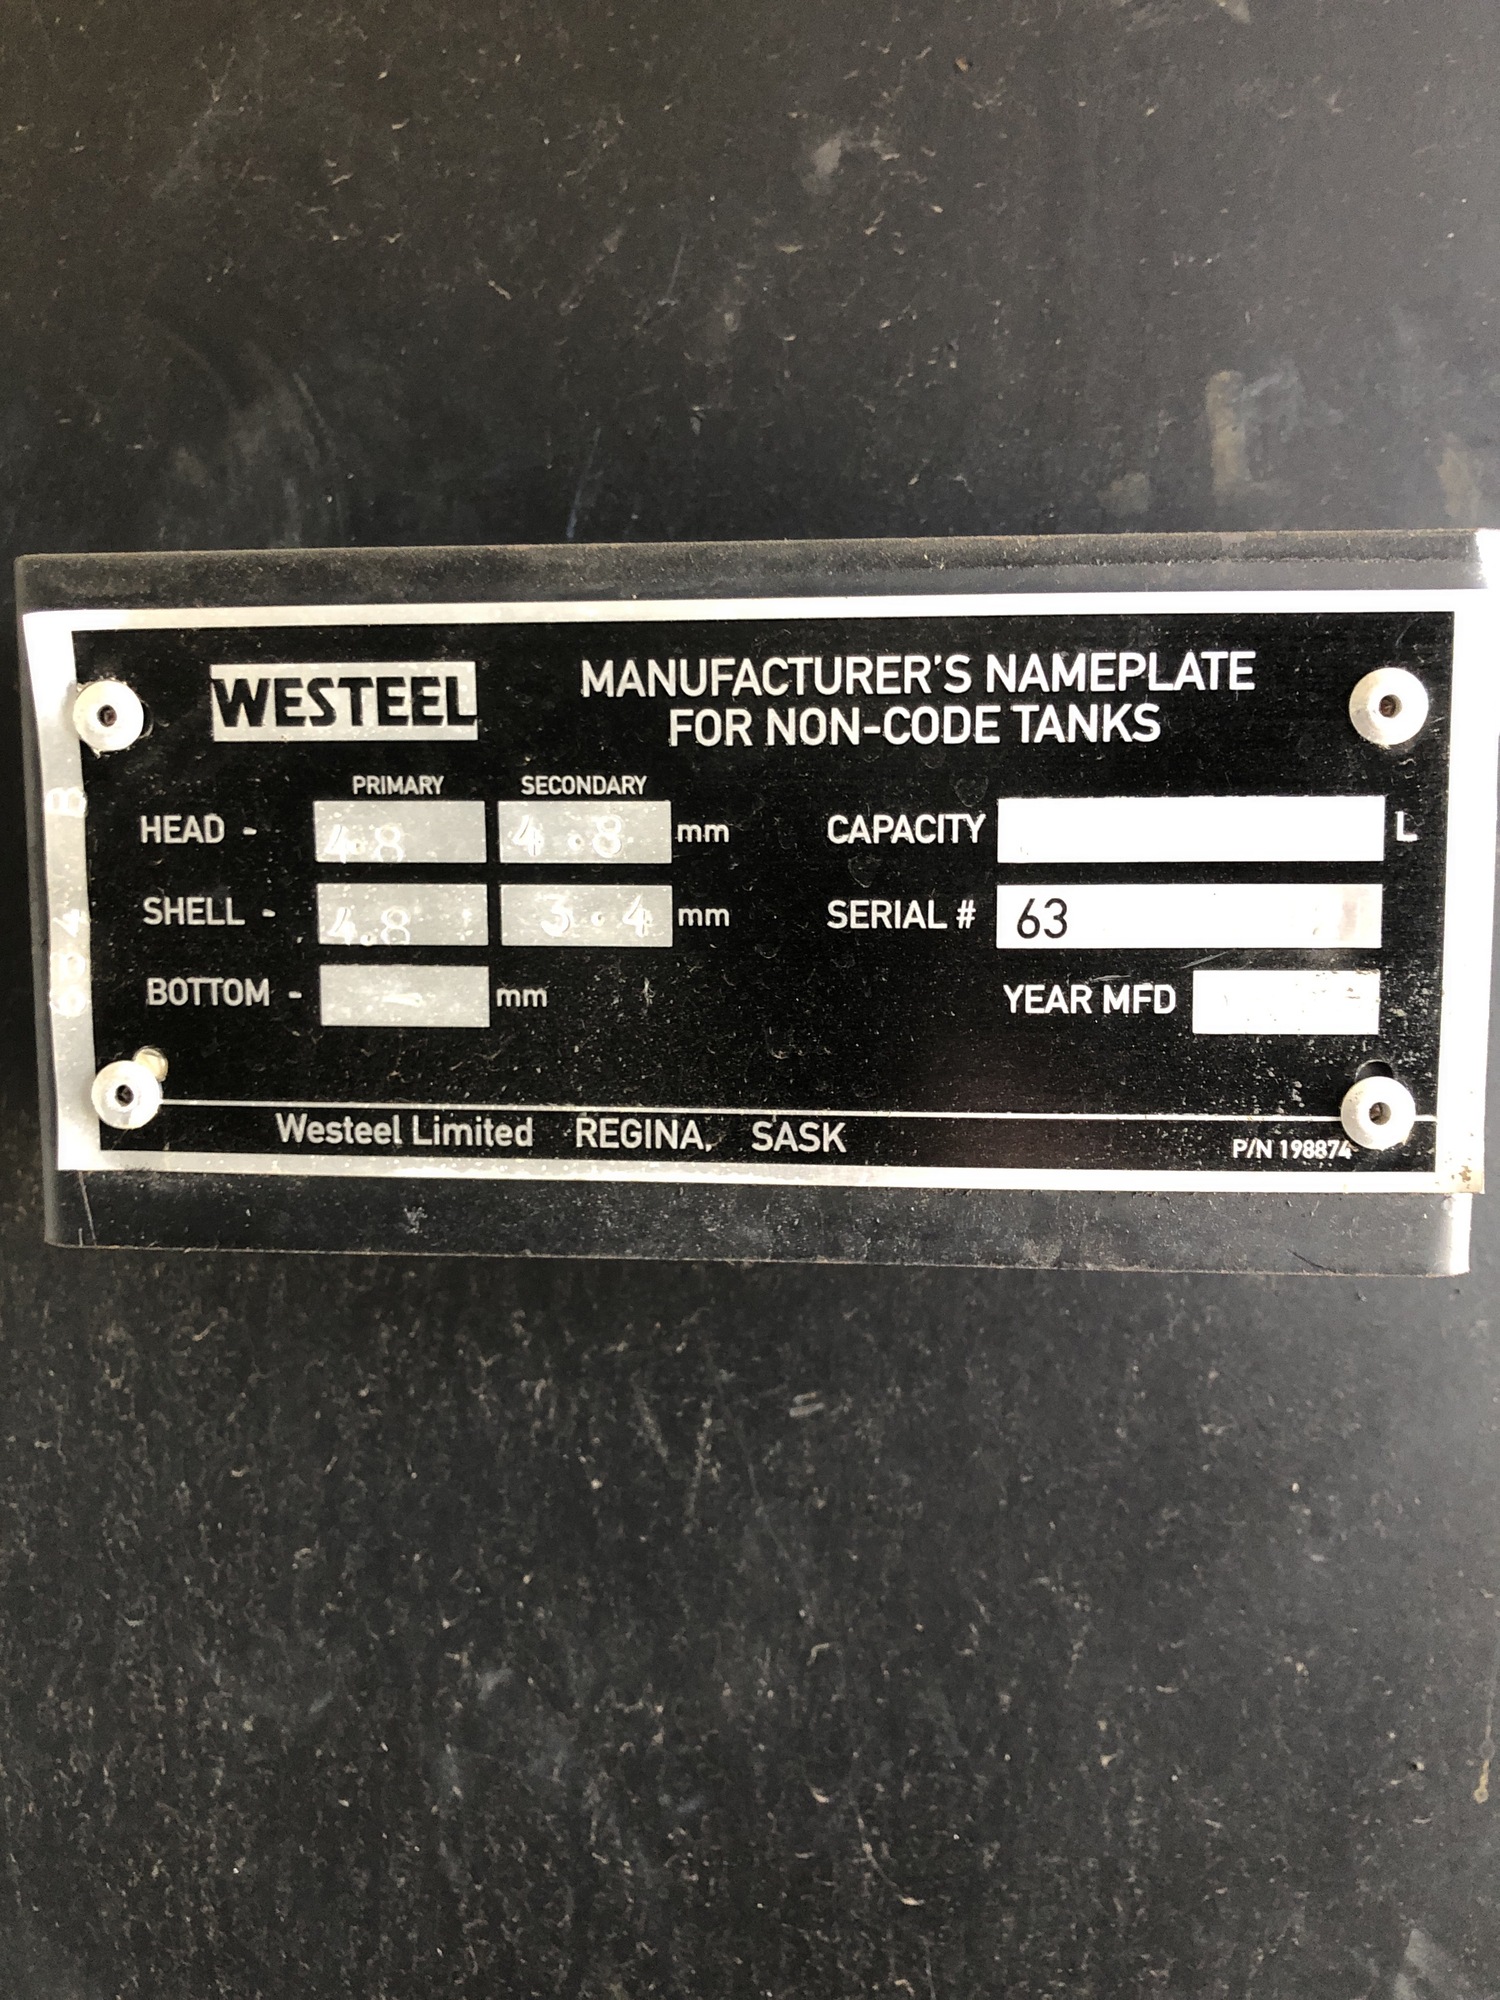 WESTEEL
MANUFACTURER'S NAMEPLATE
FOR NON-CODE TANKS
PRIMARY SECONDARY
HEAD - 4.8 4.8 mm CAPACITY L
SHELL - 4.8 3.4 mm SERIAL # 63
BOTTOM - - mm YEAR MFD
Westeel Limited REGINA, SASK
P/N 198874